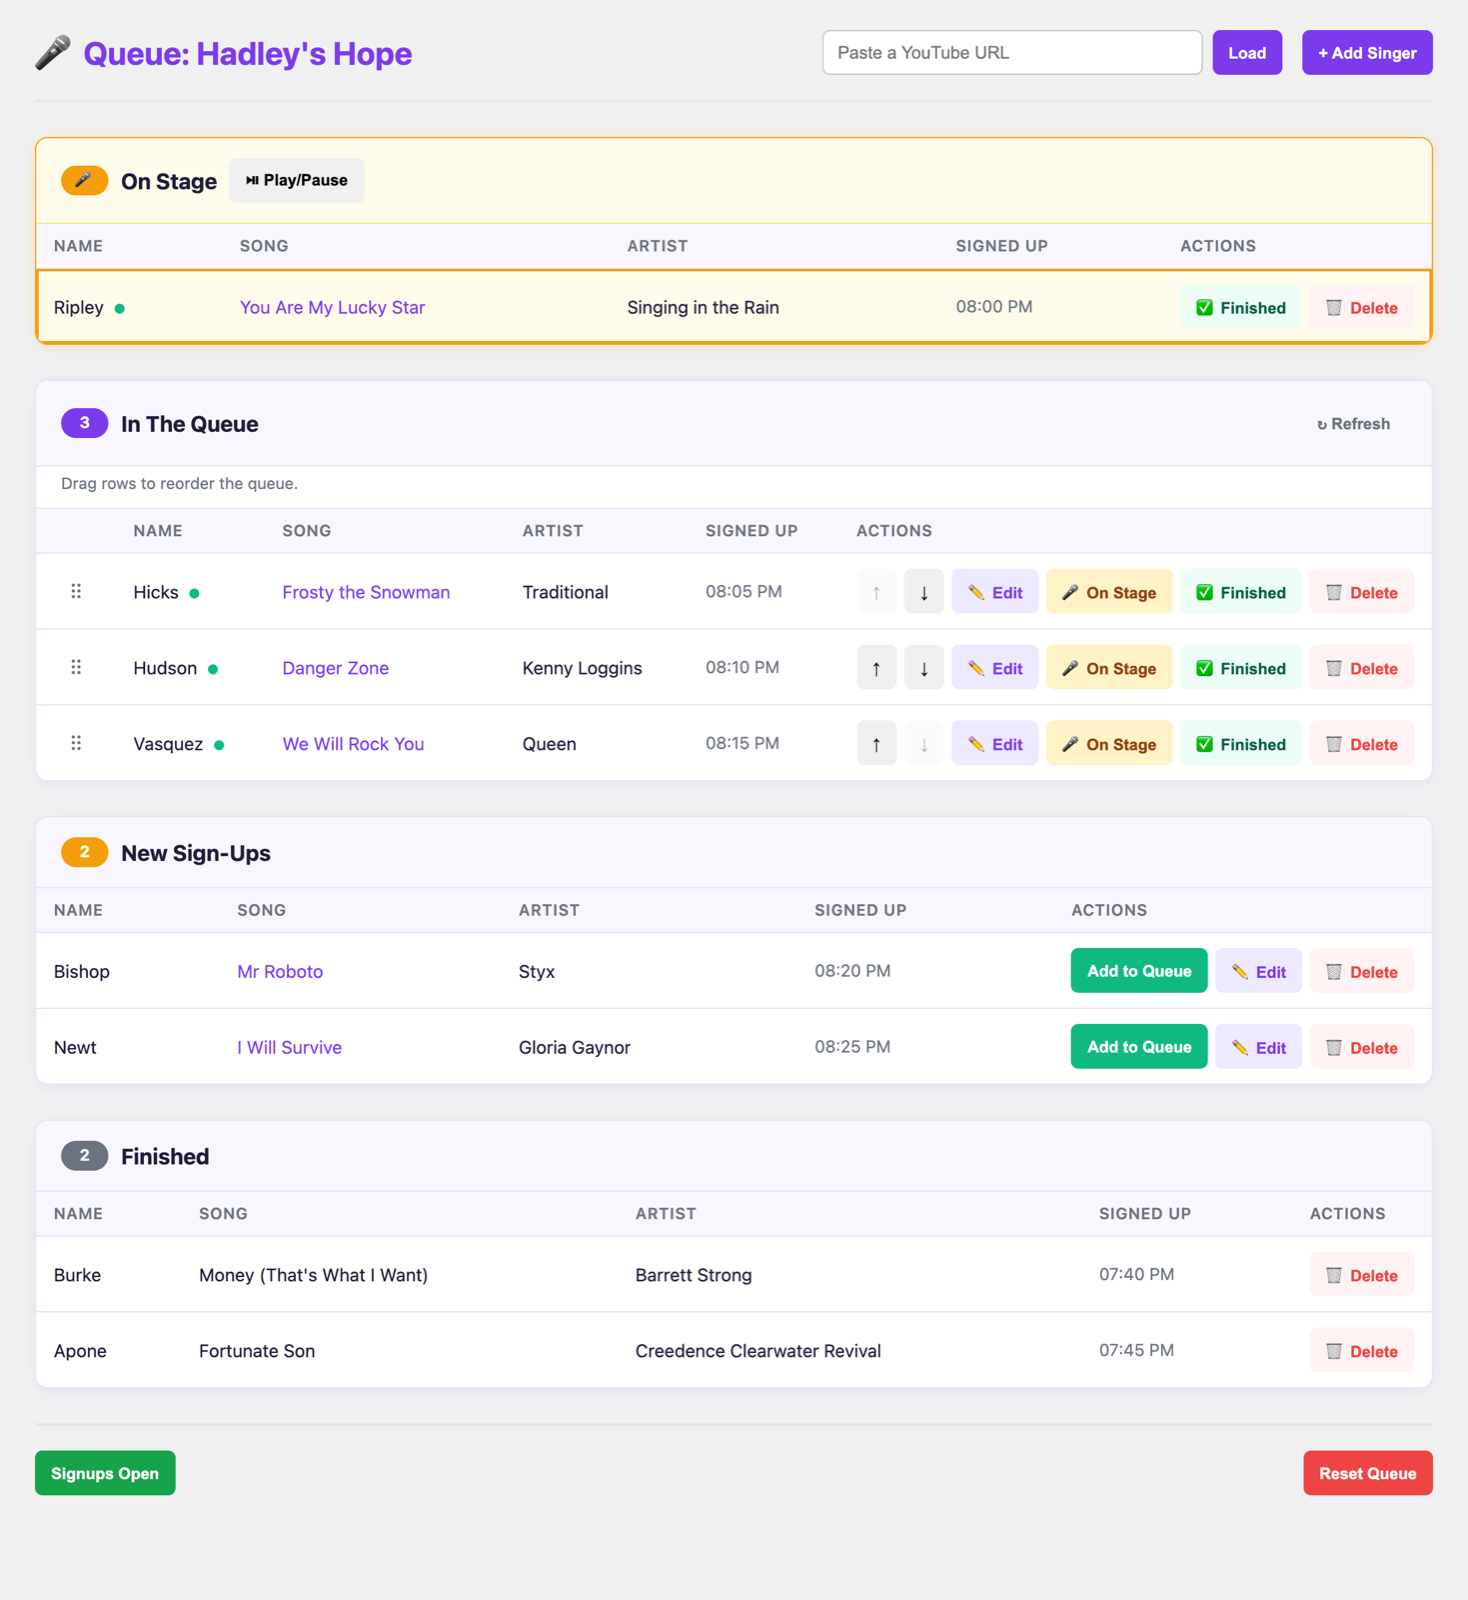 🎤 Queue: Hadley's Hope
Paste a YouTube URL
Load
+ Add Singer
🎤 On Stage ⏯ Play/Pause
NAME SONG ARTIST SIGNED UP ACTIONS
Ripley You Are My Lucky Star Singing in the Rain 08:00 PM ✅ Finished 🗑️ Delete
3 In The Queue ↻ Refresh
Drag rows to reorder the queue.
NAME SONG ARTIST SIGNED UP ACTIONS
Hicks Frosty the Snowman Traditional 08:05 PM ↑ ↓ ✏️ Edit 🎤 On Stage ✅ Finished 🗑️ Delete
Hudson Danger Zone Kenny Loggins 08:10 PM ↑ ↓ ✏️ Edit 🎤 On Stage ✅ Finished 🗑️ Delete
Vasquez We Will Rock You Queen 08:15 PM ↑ ↓ ✏️ Edit 🎤 On Stage ✅ Finished 🗑️ Delete
2 New Sign-Ups
NAME SONG ARTIST SIGNED UP ACTIONS
Bishop Mr Roboto Styx 08:20 PM Add to Queue ✏️ Edit 🗑️ Delete
Newt I Will Survive Gloria Gaynor 08:25 PM Add to Queue ✏️ Edit 🗑️ Delete
2 Finished
NAME SONG ARTIST SIGNED UP ACTIONS
Burke Money (That's What I Want) Barrett Strong 07:40 PM 🗑️ Delete
Apone Fortunate Son Creedence Clearwater Revival 07:45 PM 🗑️ Delete
Signups Open
Reset Queue